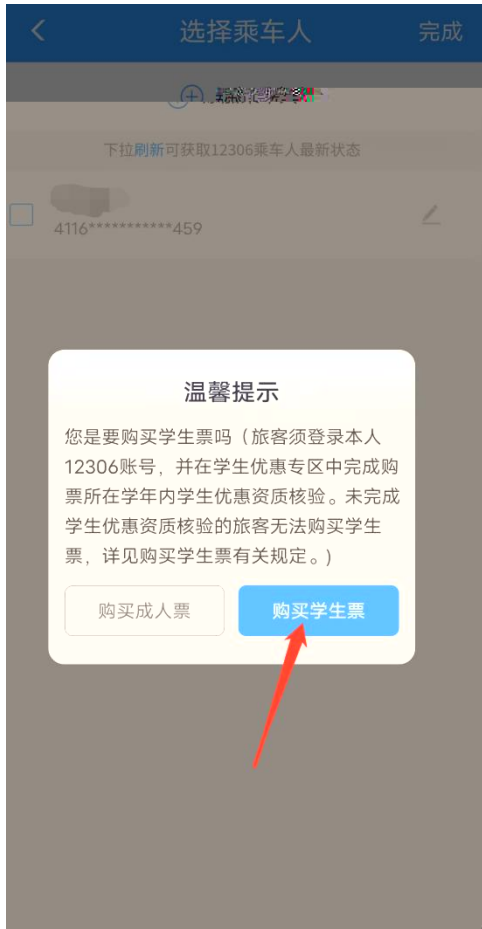 选择乘车人
完成
下拉刷新可获取12306乘车人最新状态
4116***********459
温馨提示
您是要购买学生票吗（旅客须登录本人
12306账号，并在学生优惠专区中完成购
票所在学年内学生优惠资质核验。未完成
学生优惠资质核验的旅客无法购买学生
票，详见购买学生票有关规定。)
购买成人票
购买学生票